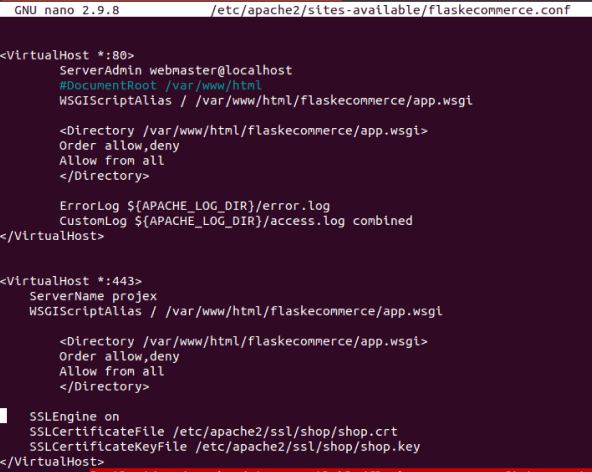 GNU nano 2.9.8 /etc/apache2/sites-available/flaskecommerce.conf
<VirtualHost *:80>
ServerAdmin webmaster@localhost
#DocumentRoot /var/www/html
WSGIScriptAlias / /var/www/html/flaskecommerce/app.wsgi
<Directory /var/www/html/flaskecommerce/app.wsgi>
Order allow,deny
Allow from all
</Directory>
ErrorLog ${APACHE_LOG_DIR}/error.log
CustomLog ${APACHE_LOG_DIR}/access.log combined
</VirtualHost>
<VirtualHost *:443>
ServerName projex
WSGIScriptAlias / /var/www/html/flaskecommerce/app.wsgi
<Directory /var/www/html/flaskecommerce/app.wsgi>
Order allow,deny
Allow from all
</Directory>
SSLEngine on
SSLCertificateFile /etc/apache2/ssl/shop/shop.crt
SSLCertificateKeyFile /etc/apache2/ssl/shop/shop.key
</VirtualHost>